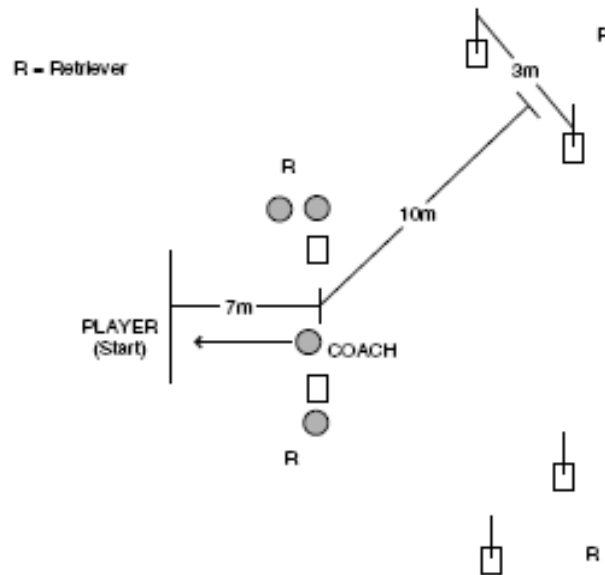 R
R = Retriever
3m
R
10m
7m
PLAYER
(Start)
COACH
R
R